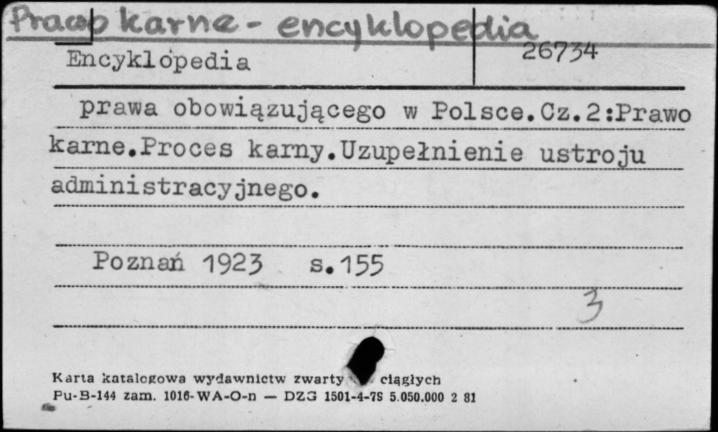 Prawo karne - encyklopedia
Encyklopedia 26734
prawa obowiązującego w Polsce.Cz.2:Prawo
karne.Proces karny.Uzupełnienie ustroju
administracyjnego.
Poznań 1923 s.155
3
Karta katalogowa wydawnictw zwarty ciągłych
Pu-B-144 zam. 1016-WA-O-n — DZG 1501-4-78 5.050.000 2 81